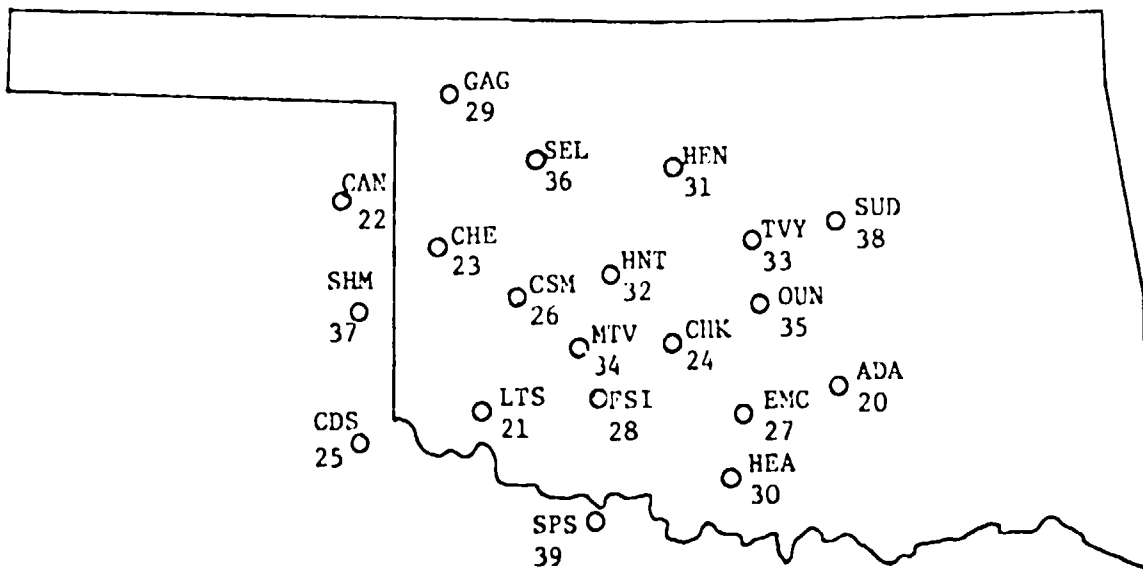 GAG
29
SEL
36
HEN
31
CAN
22
SUD
38
TVY
33
CHE
23
HNT
32
SHM
37
CSM
26
OUN
35
MTV
34
CHK
24
ADA
20
LTS
21
FSI
28
EMC
27
CDS
25
HEA
30
SPS
39